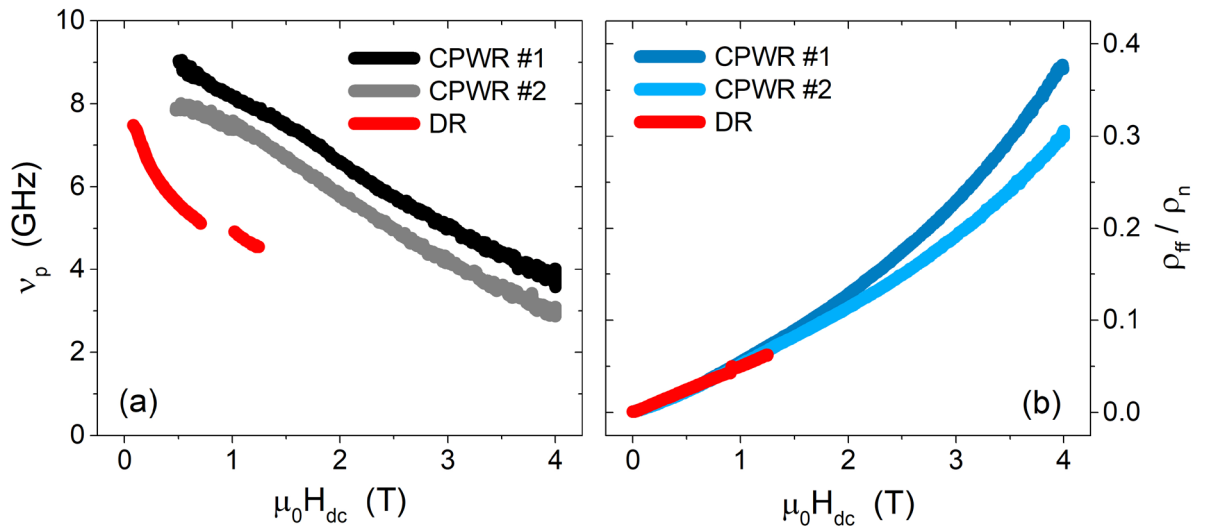 10
8
6
4
2
0
ν_p (GHz)
CPWR #1
CPWR #2
DR
(a)
0 1 2 3 4
μ₀H_dc (T)
CPWR #1
CPWR #2
DR
(b)
0 1 2 3 4
μ₀H_dc (T)
0.4
0.3
0.2
0.1
0.0
ρ_ff / ρ_n